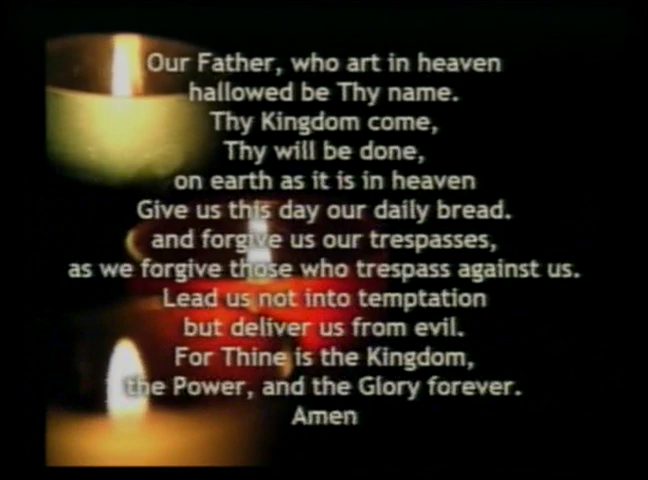 Our Father, who art in heaven
hallowed be Thy name.
Thy Kingdom come,
Thy will be done,
on earth as it is in heaven
Give us this day our daily bread.
and forgive us our trespasses,
as we forgive those who trespass against us.
Lead us not into temptation
but deliver us from evil.
For Thine is the Kingdom,
the Power, and the Glory forever.
Amen